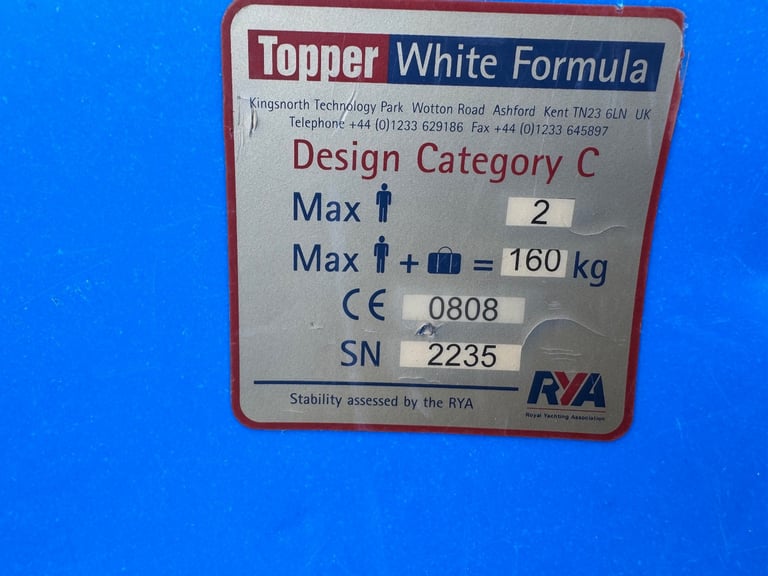 Topper White Formula
Kingsnorth Technology Park Wotton Road Ashford Kent TN23 6LN UK
Telephone +44 (0)1233 629186 Fax +44 (0)1233 645897
Design Category C
Max 2
Max + = 160 kg
CE 0808
SN 2235
RYA
Royal Yachting Association
Stability assessed by the RYA